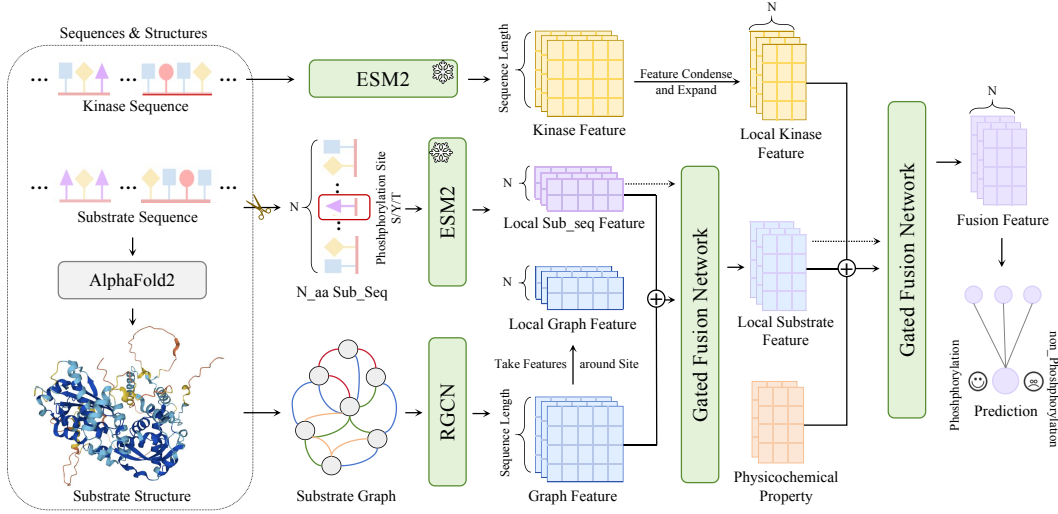 Sequences & Structures
... ... ...
Kinase Sequence
... ... ...
Substrate Sequence
AlphaFold2
Substrate Structure
ESM2
N
...
...
Phoshphorylation Site
S/Y/T
N_aa Sub_Seq
ESM2
Substrate Graph
RGCN
Sequence Length
Kinase Feature
Feature Condense
and Expand
N
Local Kinase
Feature
N
Local Sub_seq Feature
N
Local Graph Feature
Take Features around Site
Sequence Length
Graph Feature
Gated Fusion Network
Local Substrate
Feature
Physicochemical
Property
Gated Fusion Network
N
Fusion Feature
Phoshphorylation
non_Phoshphorylation
Prediction